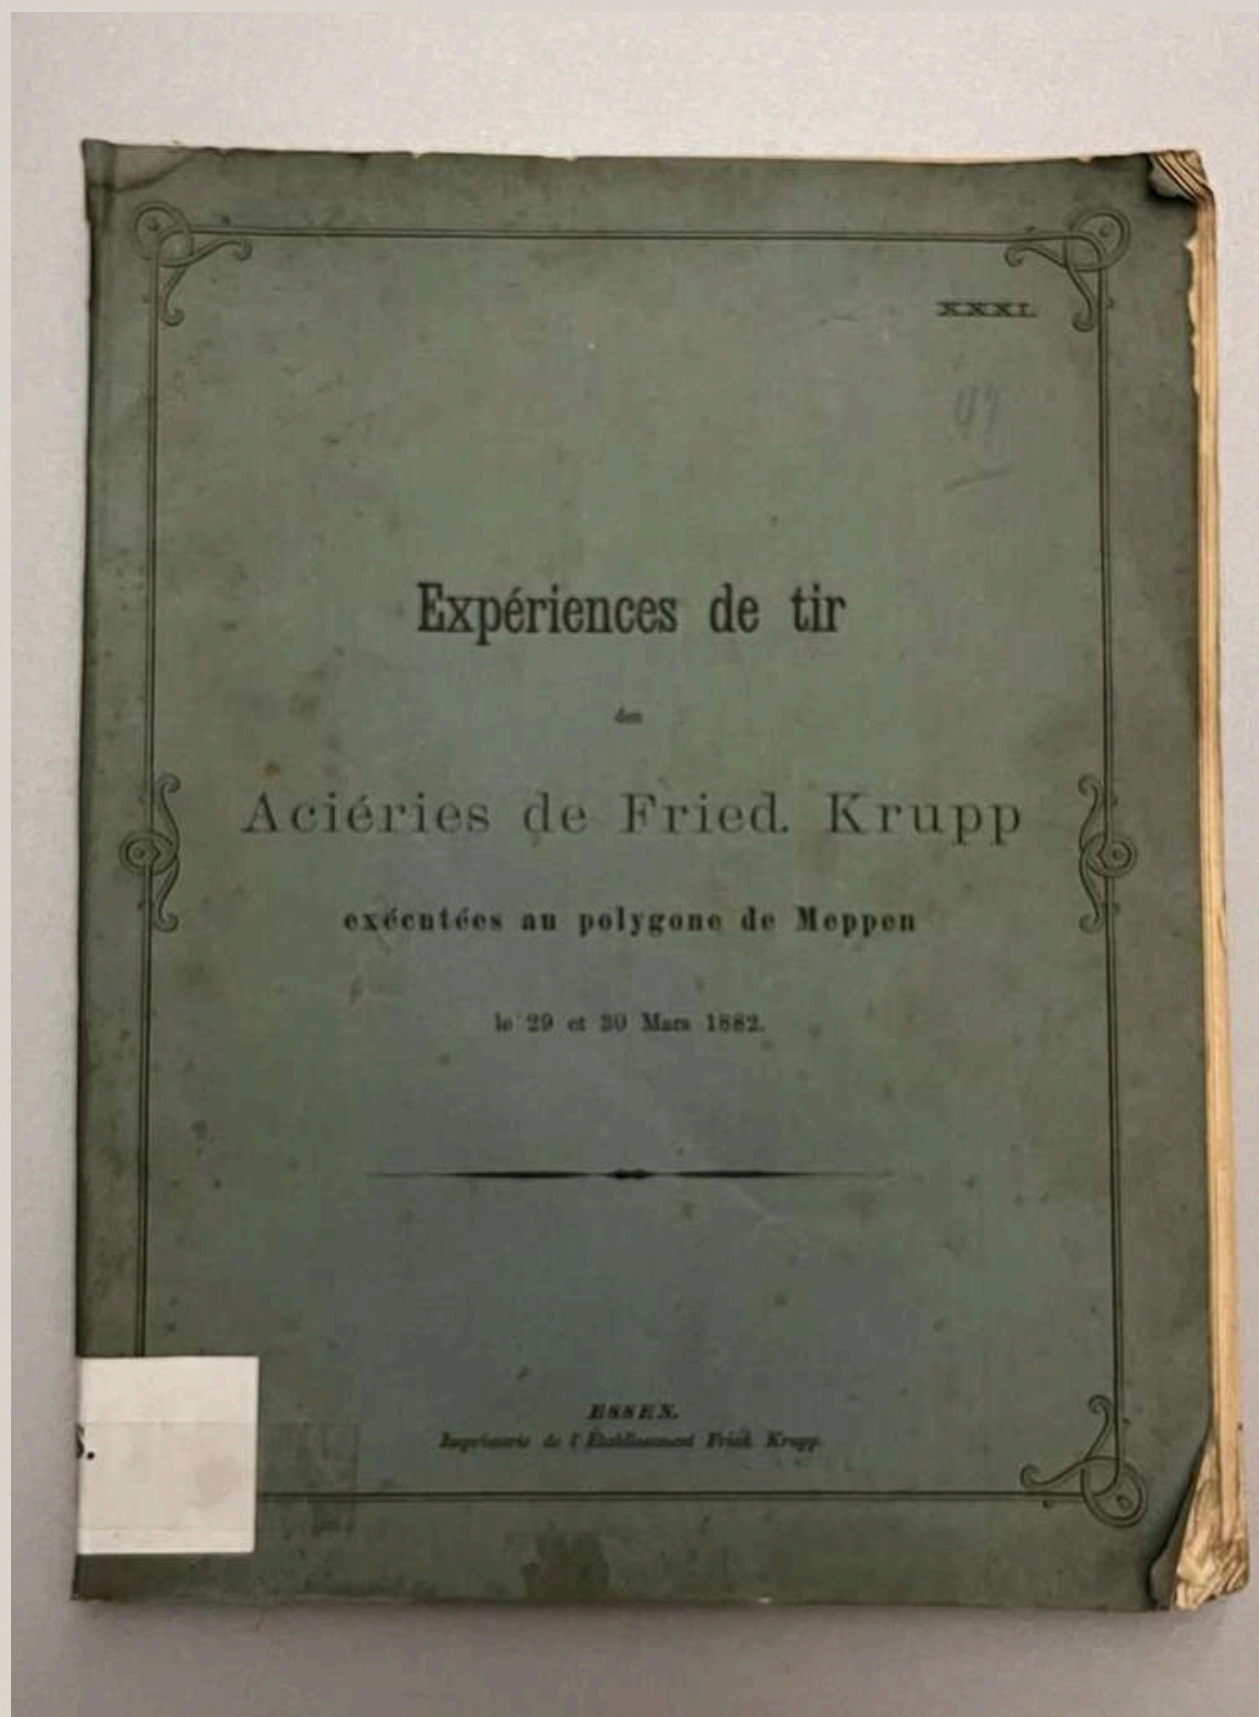 XXXI.
Expériences de tir
des
Aciéries de Fried. Krupp
exécutées au polygone de Meppen
le 29 et 30 Mars 1882.
ESSEN.
Imprimerie de l'Établissement Fried. Krupp.
s.